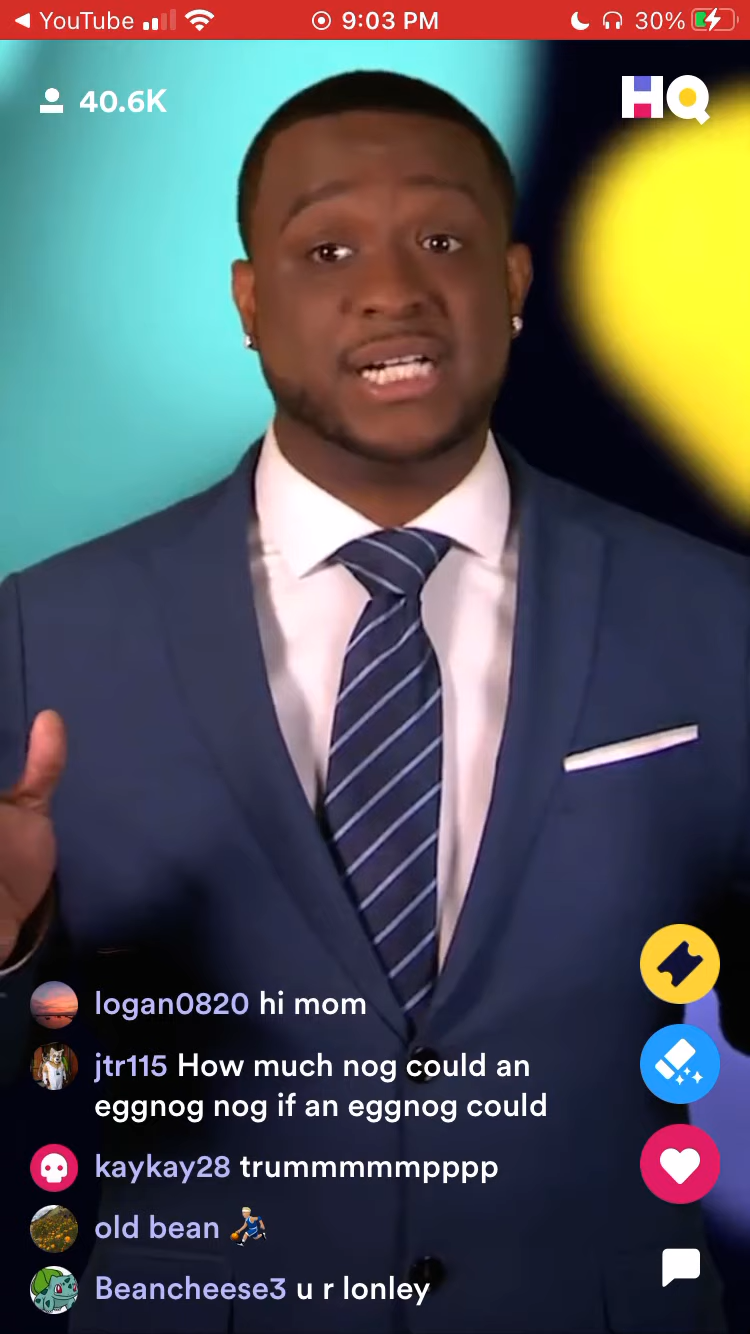 YouTube 9:03 PM 30%
40.6K HQ
logan0820 hi mom
jtr115 How much nog could an
eggnog nog if an eggnog could
kaykay28 trummmmmpppp
old bean ⛹🏼‍♂️
Beancheese3 u r lonley